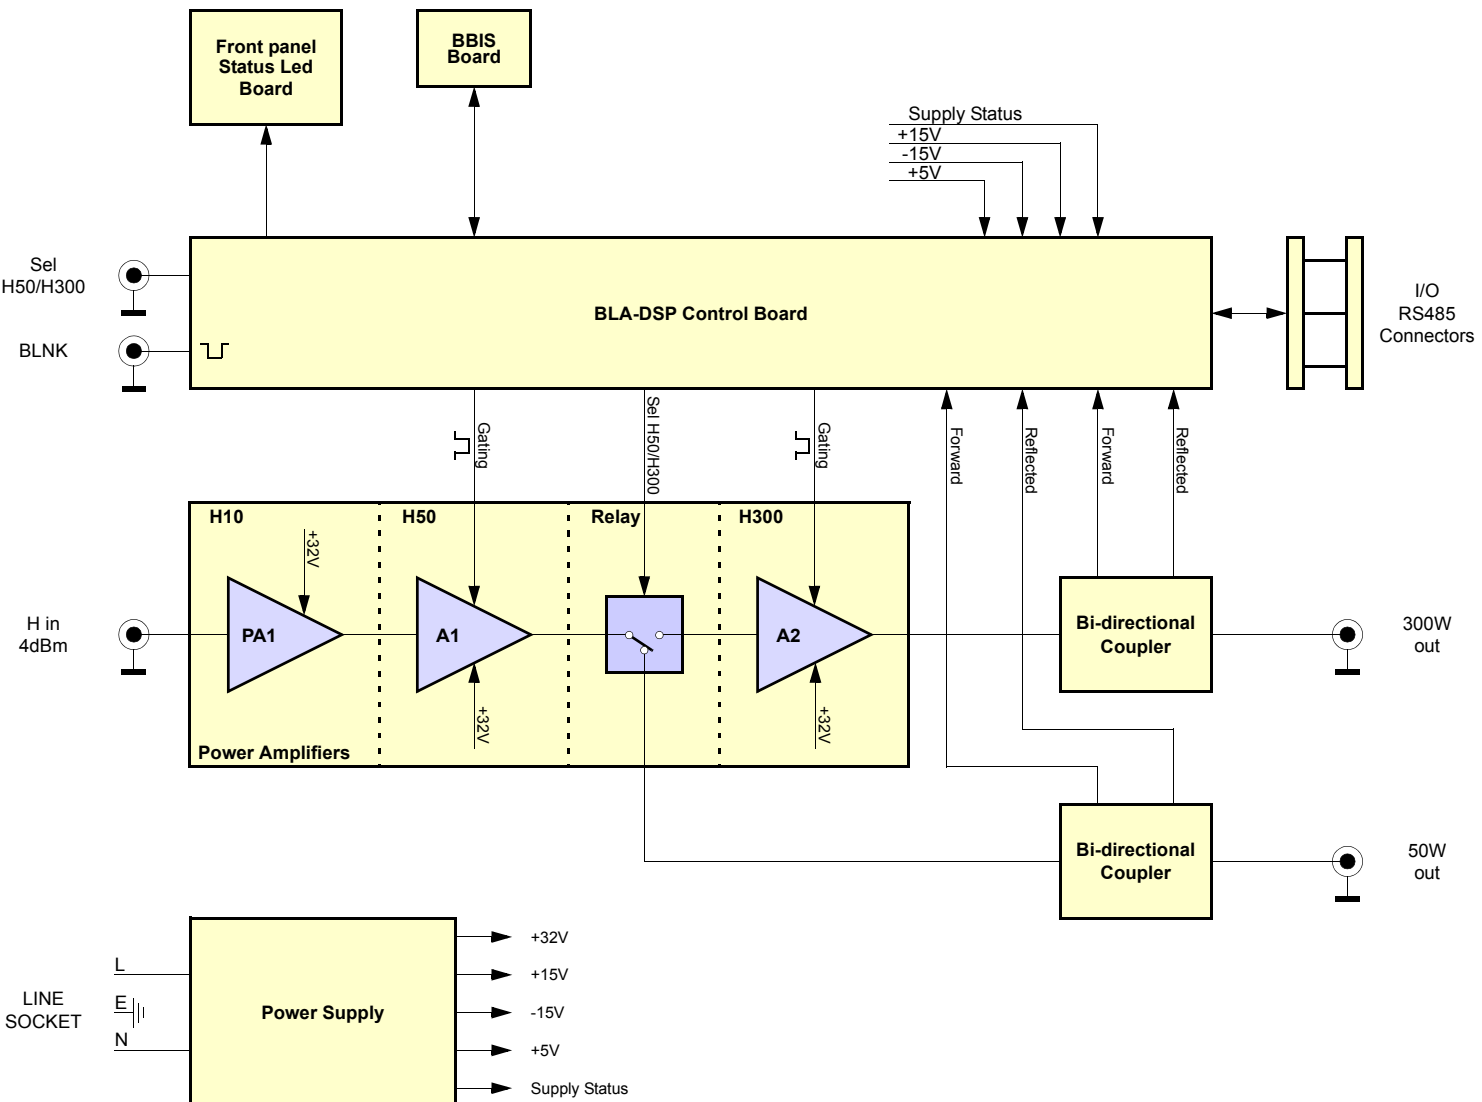 Front panel
Status Led
Board
BBIS
Board
Supply Status
+15V
-15V
+5V
Sel
H50/H300
BLNK
BLA-DSP Control Board
I/O
RS485
Connectors
Gating
Sel H50/H300
Gating
Forward
Reflected
Forward
Reflected
H10
H50
Relay
H300
+32V
H in
4dBm
PA1
A1
A2
+32V
+32V
Power Amplifiers
Bi-directional
Coupler
300W
out
Bi-directional
Coupler
50W
out
LINE
SOCKET
L
E
N
Power Supply
+32V
+15V
-15V
+5V
Supply Status